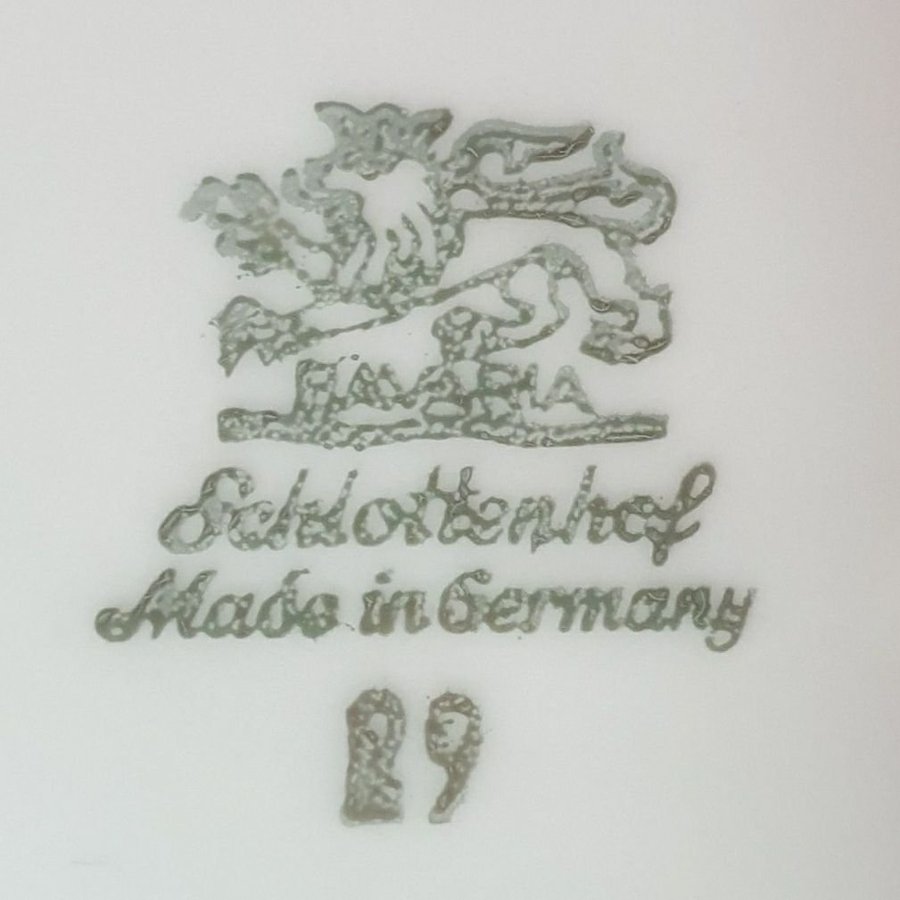 BAVARIA
Schlottenhof
Made in Germany
29